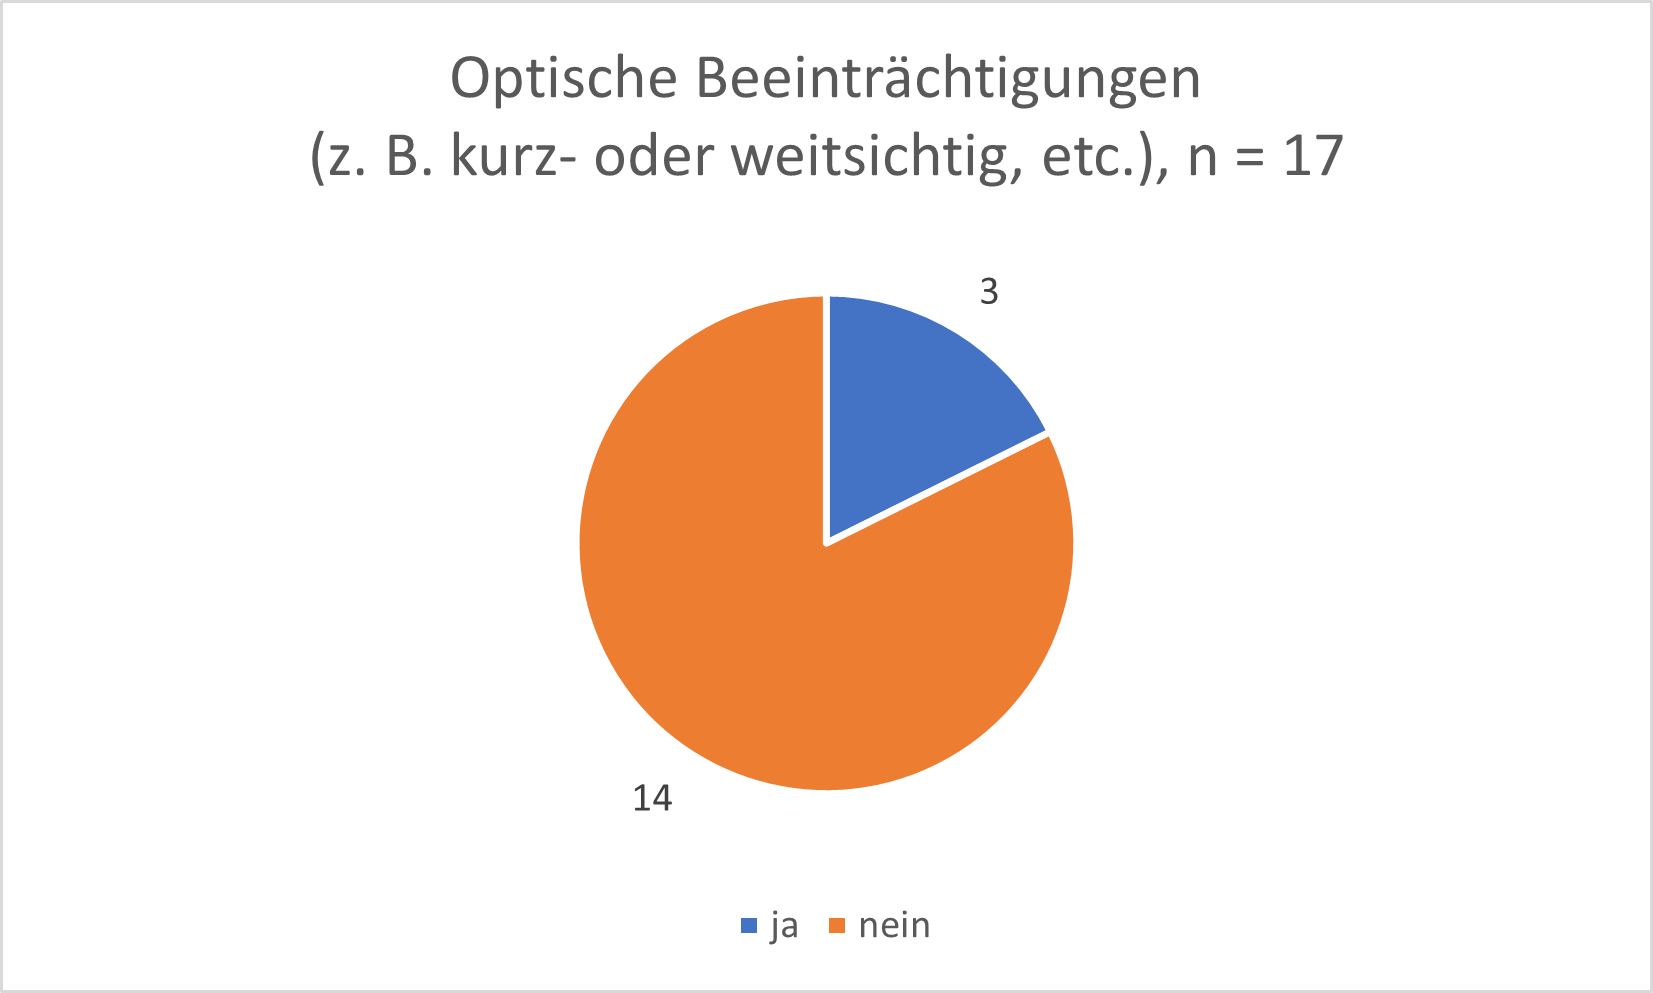 Optische Beeinträchtigungen
(z. B. kurz- oder weitsichtig, etc.), n = 17
3
14
ja nein